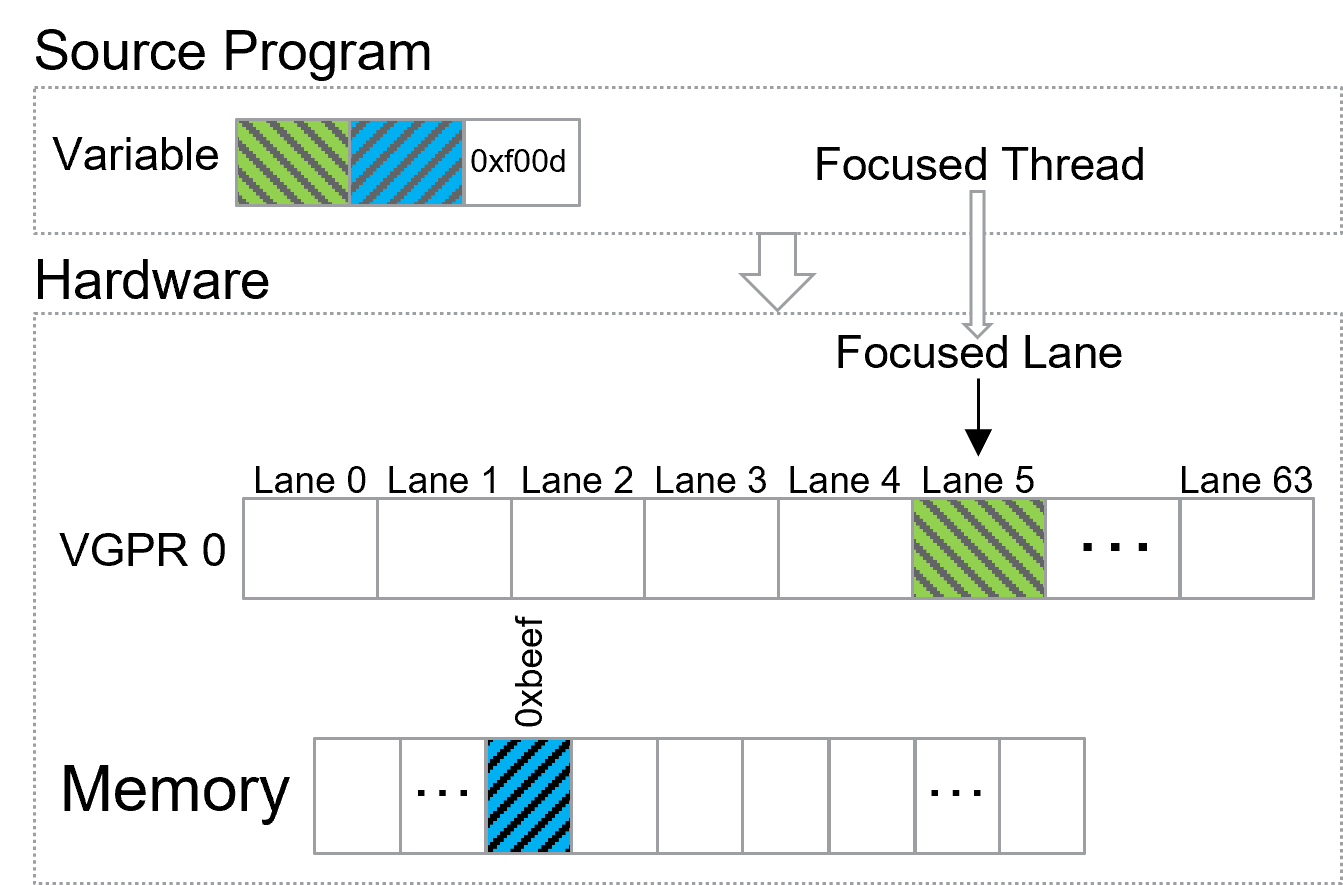 Source Program
Variable 0xf00d
Focused Thread
Hardware
Focused Lane
Lane 0 Lane 1 Lane 2 Lane 3 Lane 4 Lane 5 Lane 63
VGPR 0 ...
0xbeef
Memory ... ...